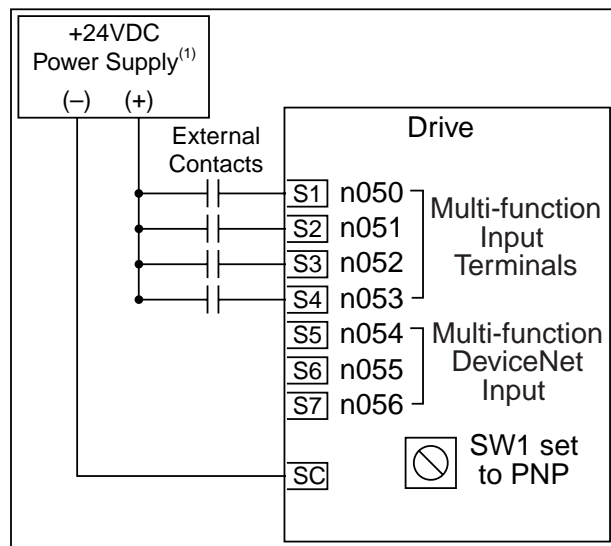 +24VDC
Power Supply(1)
(–) (+)
External
Contacts
Drive
S1 n050
S2 n051
S3 n052
S4 n053
Multi-function
Input
Terminals
S5 n054
S6 n055
S7 n056
Multi-function
DeviceNet
Input
SC
SW1 set
to PNP